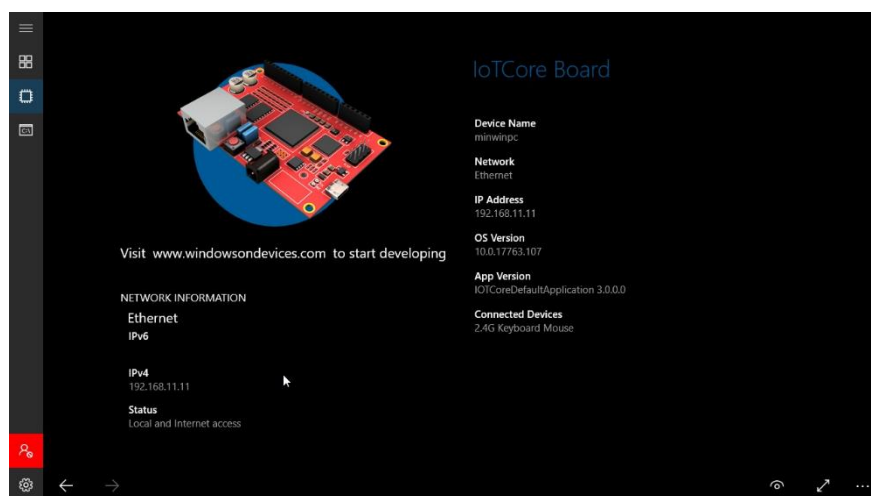 IoTCore Board
Device Name
minwinpc
Network
Ethernet
IP Address
192.168.11.11
OS Version
10.0.17763.107
App Version
IOTCoreDefaultApplication 3.0.0.0
Connected Devices
2.4G Keyboard Mouse
Visit www.windowsondevices.com to start developing
NETWORK INFORMATION
Ethernet
IPv6
IPv4
192.168.11.11
Status
Local and Internet access